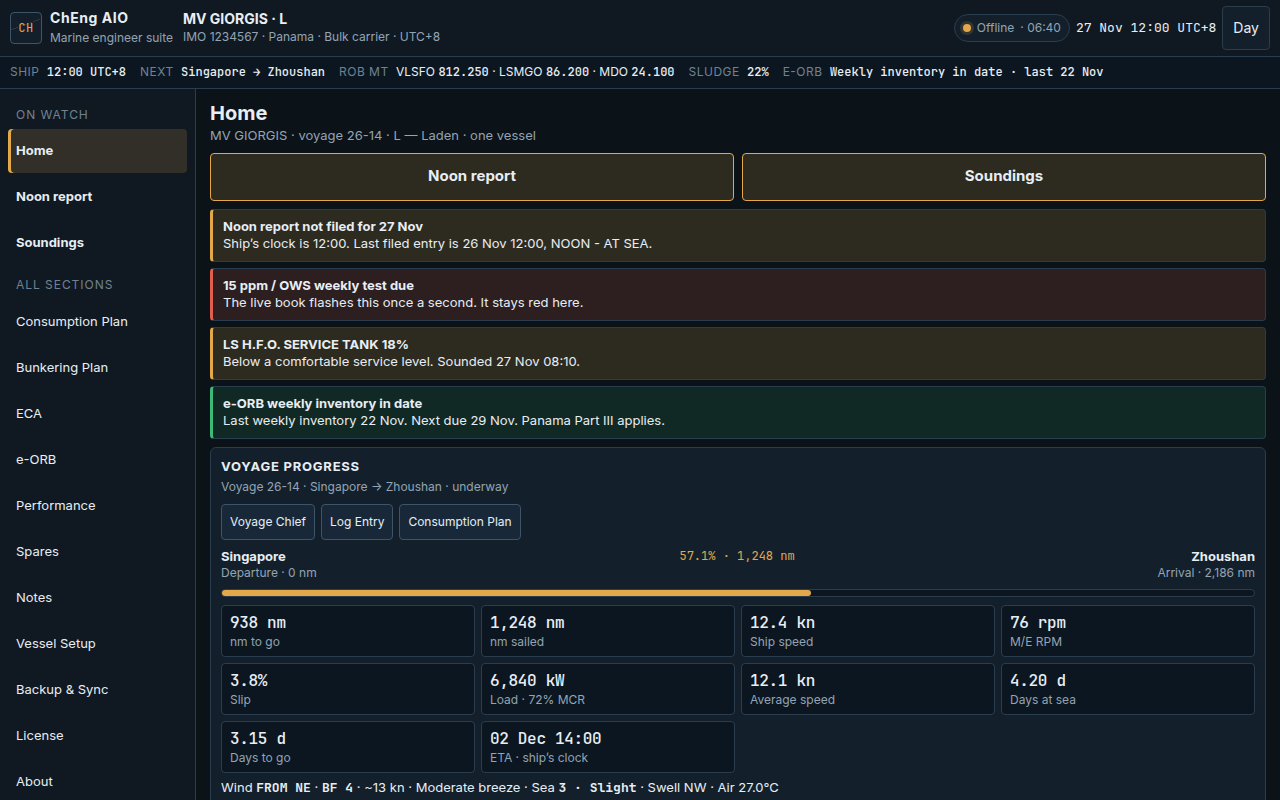 CH
ChEng AIO
Marine engineer suite
MV GIORGIS · L
IMO 1234567 · Panama · Bulk carrier · UTC+8
Offline · 06:40
27 Nov 12:00 UTC+8
Day
SHIP 12:00 UTC+8 NEXT Singapore → Zhoushan ROB MT VLSFO 812.250 · LSMGO 86.200 · MDO 24.100 SLUDGE 22% E-ORB Weekly inventory in date · last 22 Nov
ON WATCH
Home
Noon report
Soundings
ALL SECTIONS
Consumption Plan
Bunkering Plan
ECA
e-ORB
Performance
Spares
Notes
Vessel Setup
Backup & Sync
License
About
Home
MV GIORGIS · voyage 26-14 · L — Laden · one vessel
Noon report
Soundings
Noon report not filed for 27 Nov
Ship's clock is 12:00. Last filed entry is 26 Nov 12:00, NOON - AT SEA.
15 ppm / OWS weekly test due
The live book flashes this once a second. It stays red here.
LS H.F.O. SERVICE TANK 18%
Below a comfortable service level. Sounded 27 Nov 08:10.
e-ORB weekly inventory in date
Last weekly inventory 22 Nov. Next due 29 Nov. Panama Part III applies.
VOYAGE PROGRESS
Voyage 26-14 · Singapore → Zhoushan · underway
Voyage Chief
Log Entry
Consumption Plan
Singapore
Departure · 0 nm
57.1% · 1,248 nm
Zhoushan
Arrival · 2,186 nm
938 nm
nm to go
1,248 nm
nm sailed
12.4 kn
Ship speed
76 rpm
M/E RPM
3.8%
Slip
6,840 kW
Load · 72% MCR
12.1 kn
Average speed
4.20 d
Days at sea
3.15 d
Days to go
02 Dec 14:00
ETA · ship's clock
Wind FROM NE · BF 4 · ~13 kn · Moderate breeze · Sea 3 · Slight · Swell NW · Air 27.0°C